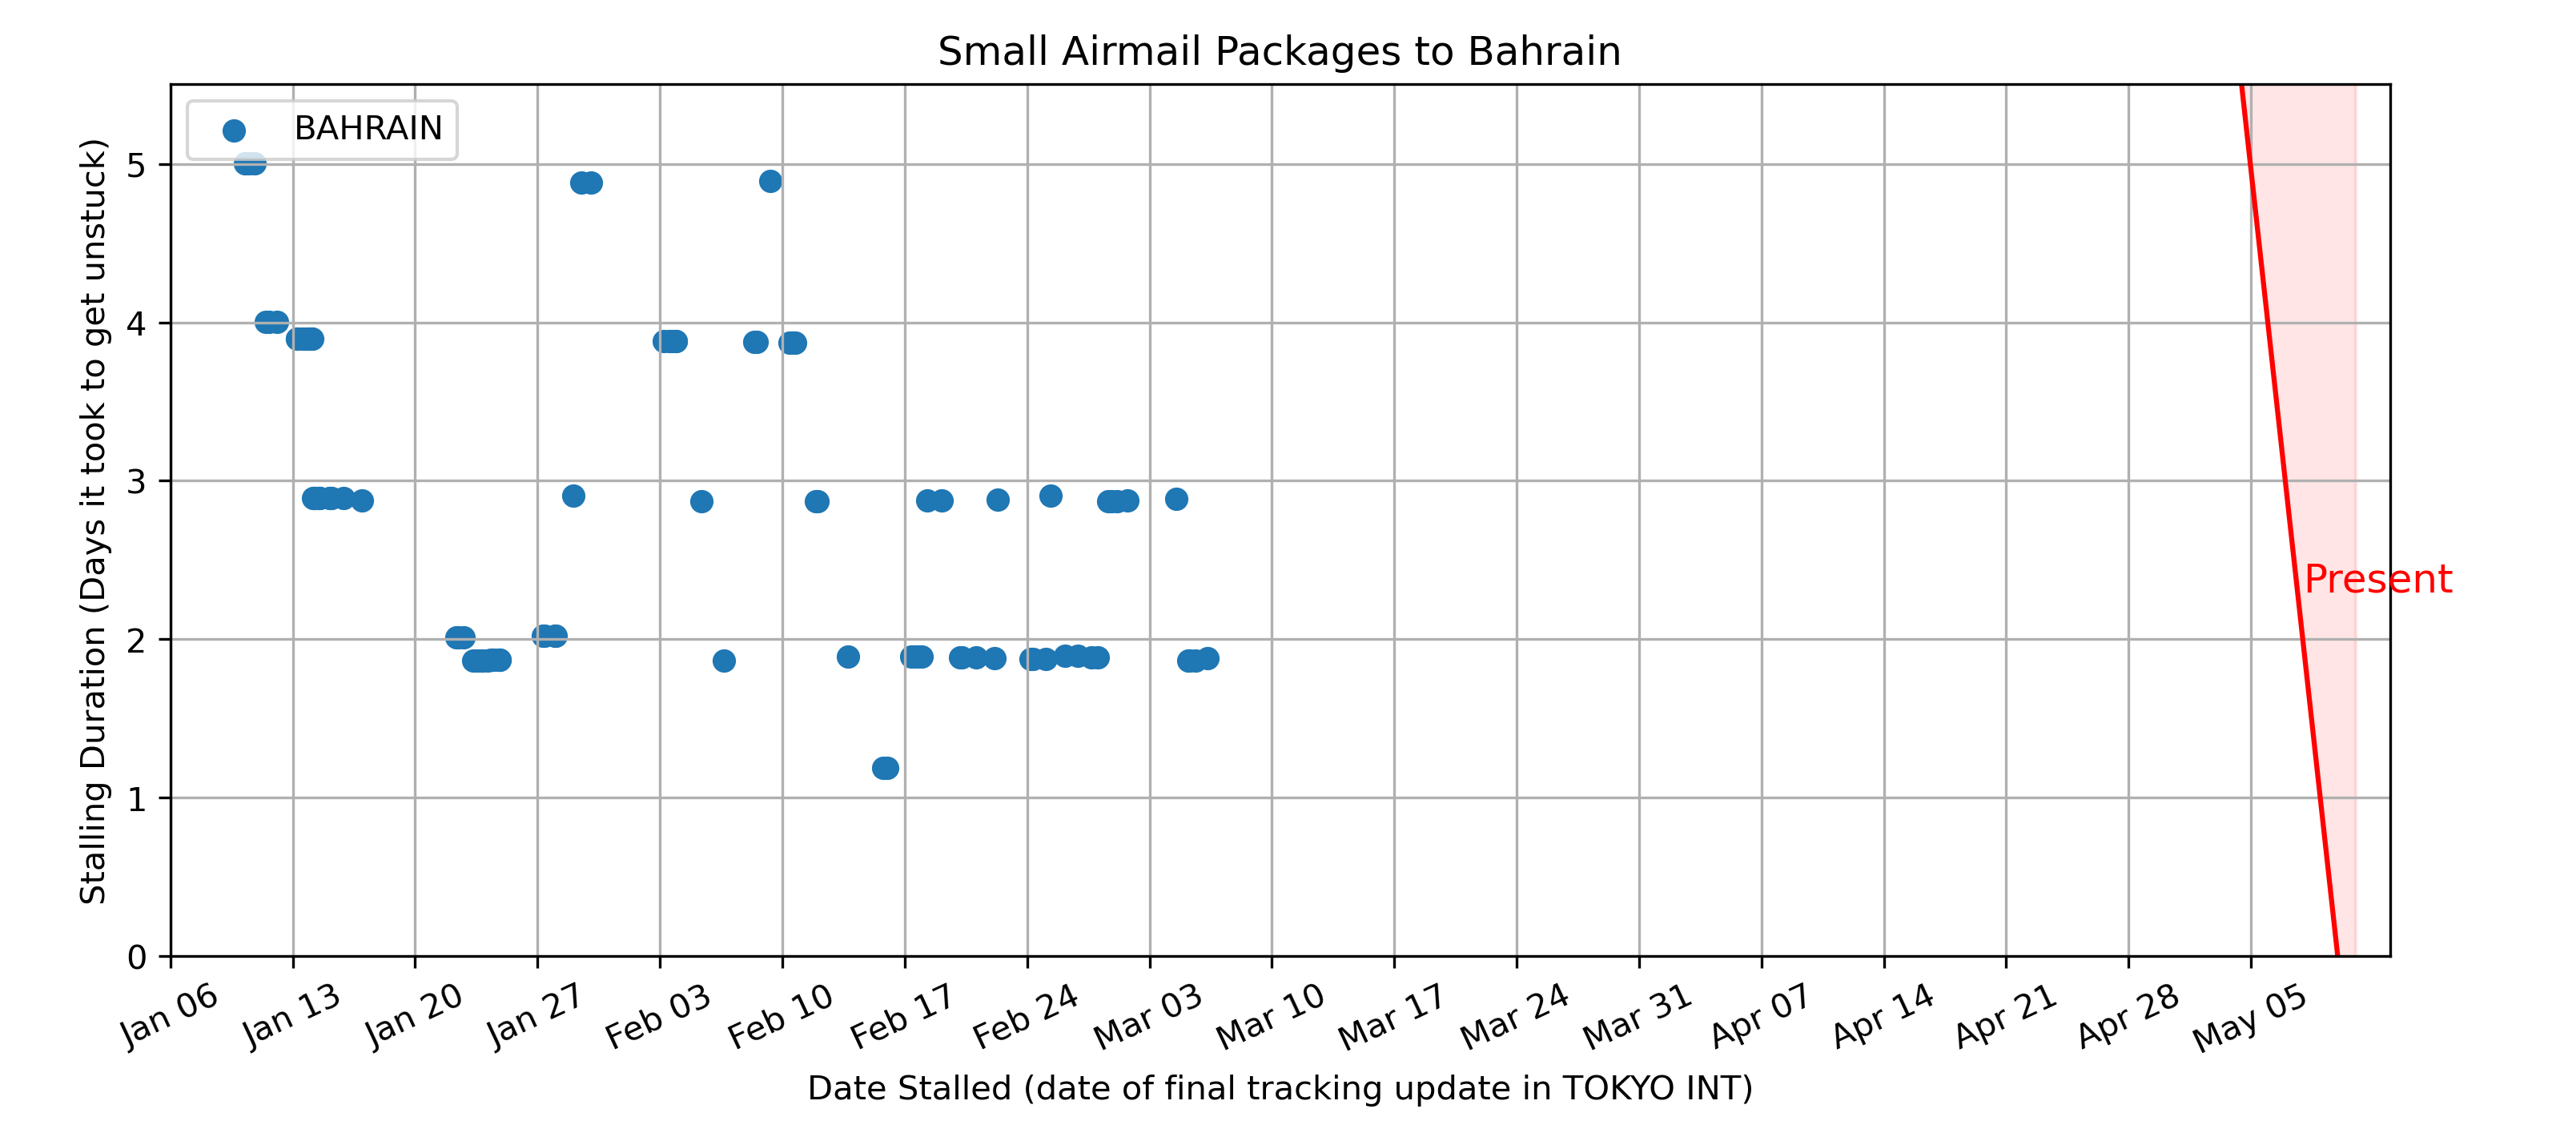 Small Airmail Packages to Bahrain
BAHRAIN
Stalling Duration (Days it took to get unstuck)
5
4
3
2
1
0
Present
Jan 06
Jan 13
Jan 20
Jan 27
Feb 03
Feb 10
Feb 17
Feb 24
Mar 03
Mar 10
Mar 17
Mar 24
Mar 31
Apr 07
Apr 14
Apr 21
Apr 28
May 05
Date Stalled (date of final tracking update in TOKYO INT)